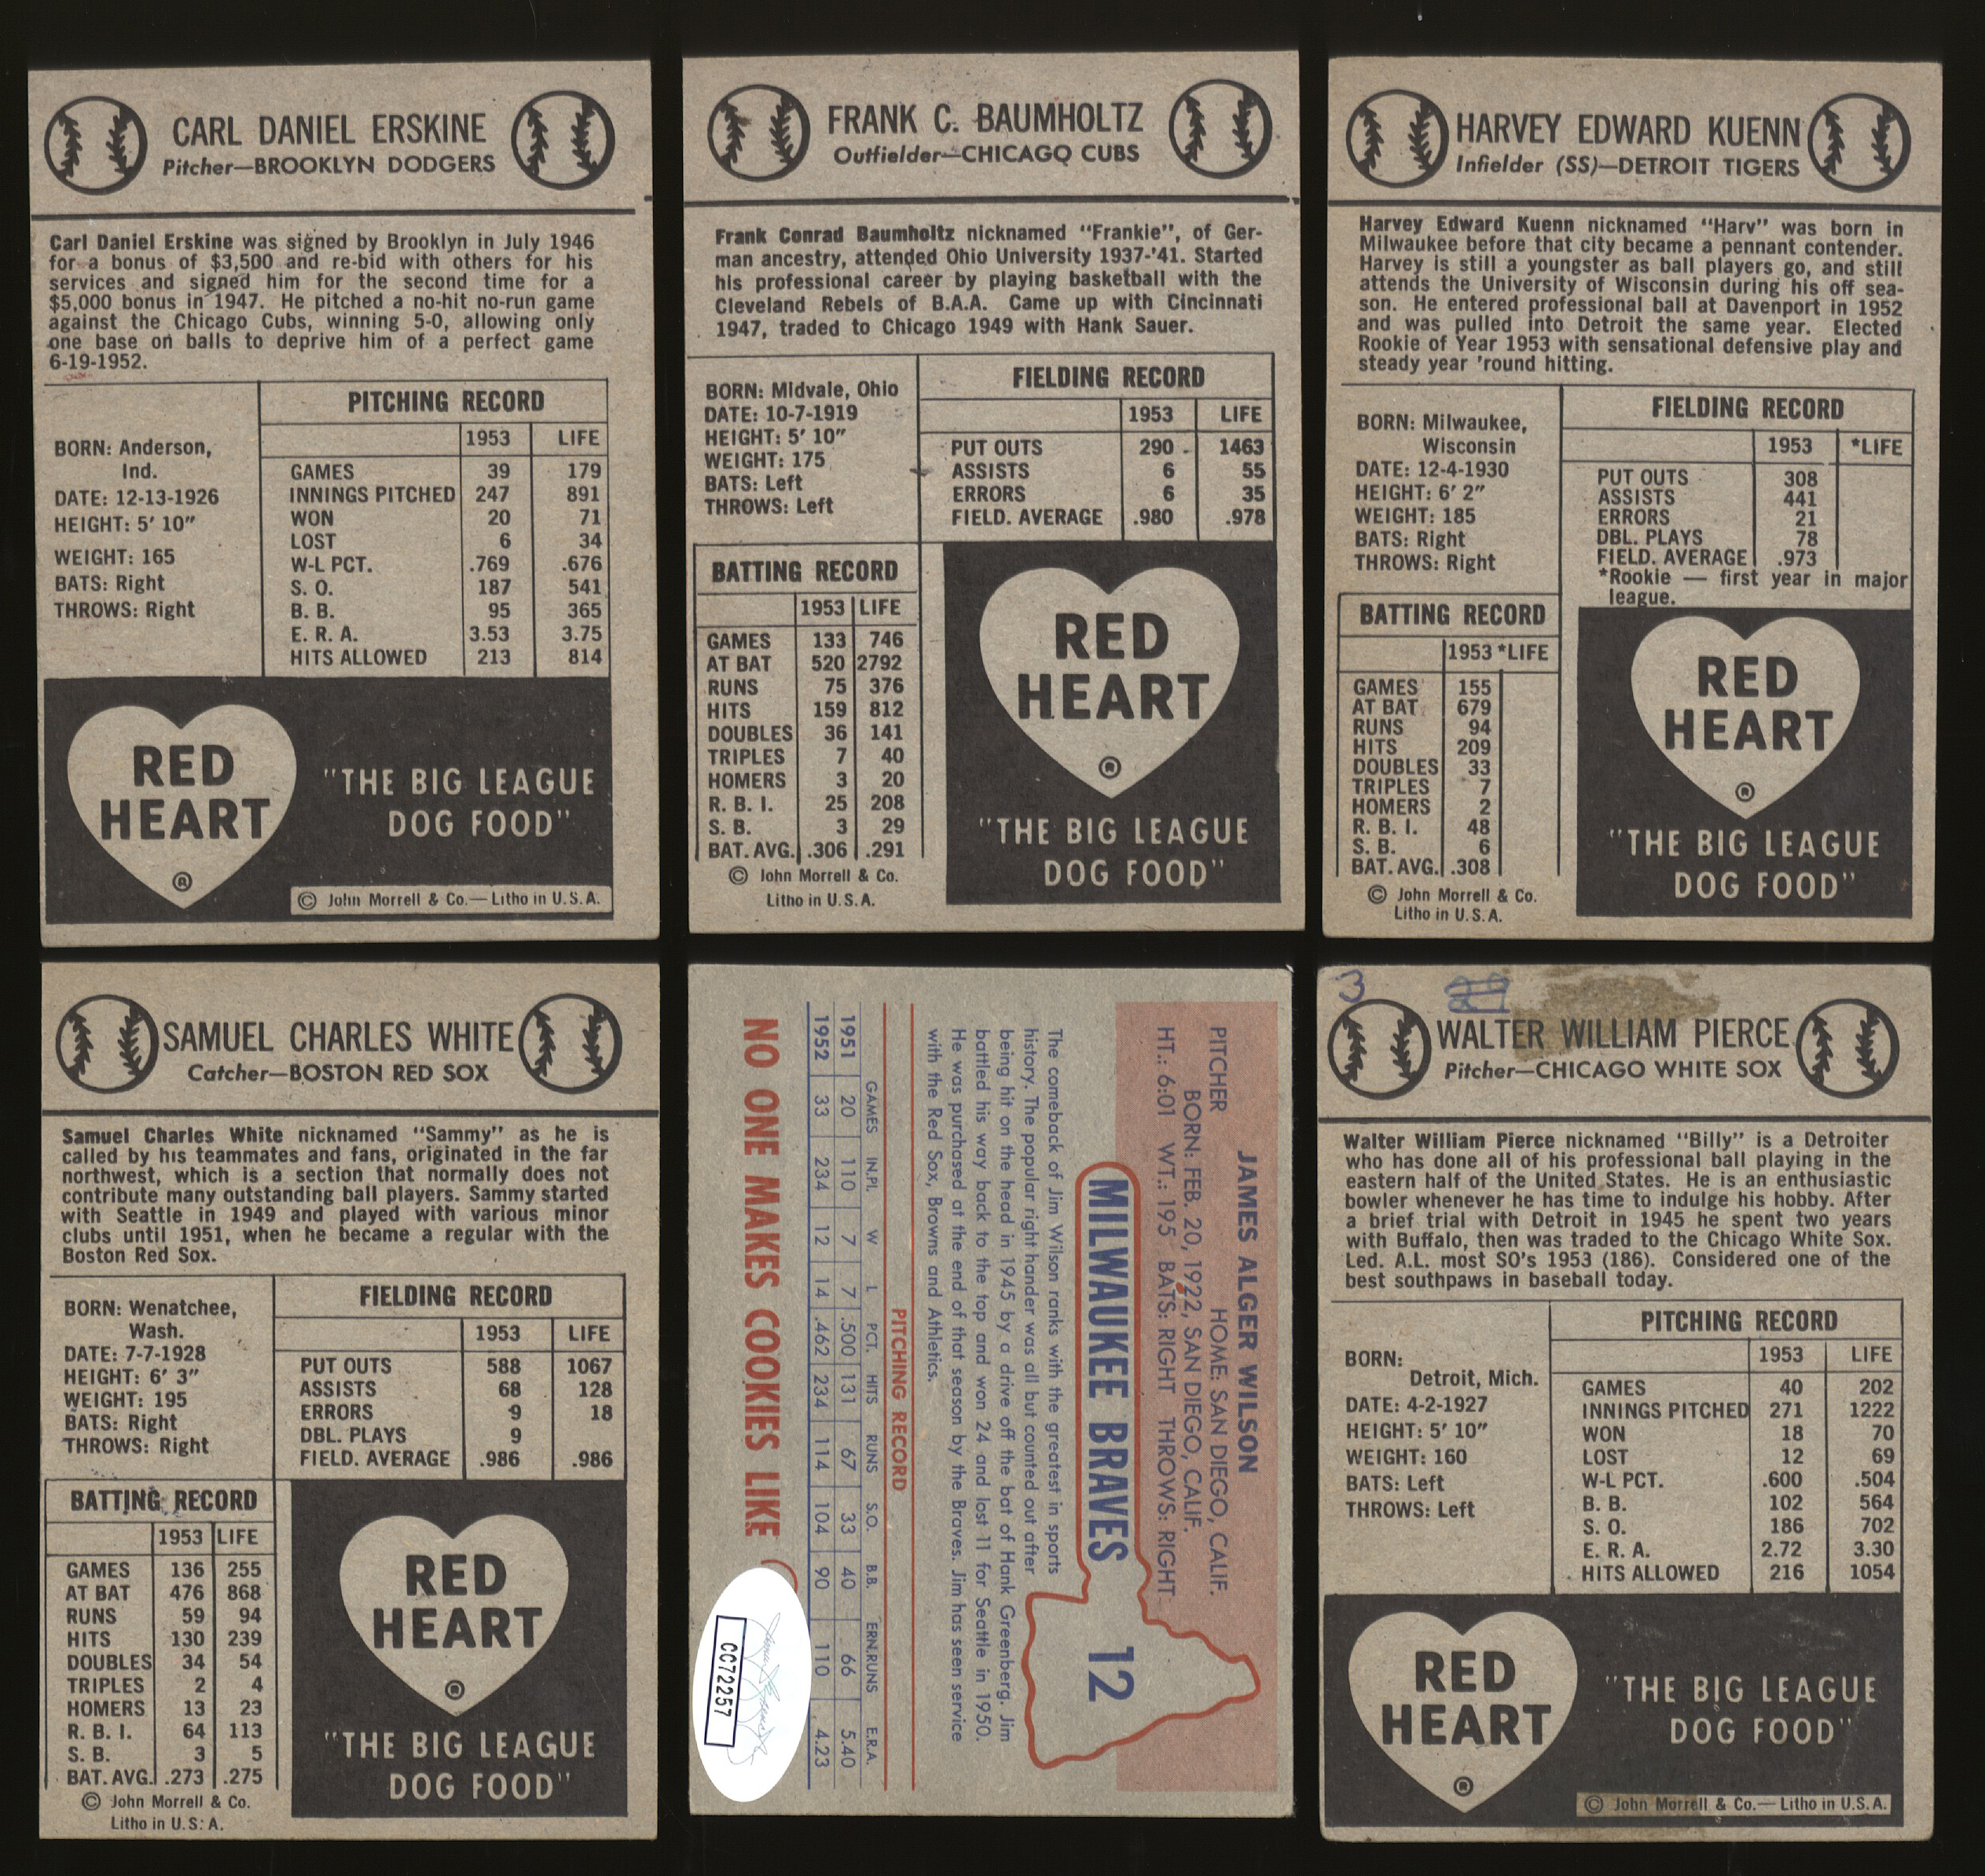 CARL DANIEL ERSKINE
Pitcher—BROOKLYN DODGERS
Carl Daniel Erskine was signed by Brooklyn in July 1946
for a bonus of $3,500 and re-bid with others for his
services and signed him for the second time for a
$5,000 bonus in 1947. He pitched a no-hit no-run game
against the Chicago Cubs, winning 5-0, allowing only
one base on balls to deprive him of a perfect game
6-19-1952.
BORN: Anderson,
Ind.
DATE: 12-13-1926
HEIGHT: 5' 10"
WEIGHT: 165
BATS: Right
THROWS: Right
PITCHING RECORD
1953 LIFE
GAMES 39 179
INNINGS PITCHED 247 891
WON 20 71
LOST 6 34
W-L PCT. .769 .676
S. O. 187 541
B. B. 95 365
E. R. A. 3.53 3.75
HITS ALLOWED 213 814
RED
HEART
®
"THE BIG LEAGUE
DOG FOOD"
© John Morrell & Co.—Litho in U.S.A.
FRANK C. BAUMHOLTZ
Outfielder—CHICAGO CUBS
Frank Conrad Baumholtz nicknamed "Frankie", of Ger-
man ancestry, attended Ohio University 1937-'41. Started
his professional career by playing basketball with the
Cleveland Rebels of B.A.A. Came up with Cincinnati
1947, traded to Chicago 1949 with Hank Sauer.
BORN: Midvale, Ohio
DATE: 10-7-1919
HEIGHT: 5' 10"
WEIGHT: 175
BATS: Left
THROWS: Left
FIELDING RECORD
1953 LIFE
PUT OUTS 290 1463
ASSISTS 6 55
ERRORS 6 35
FIELD. AVERAGE .980 .978
BATTING RECORD
1953 LIFE
GAMES 133 746
AT BAT 520 2792
RUNS 75 376
HITS 159 812
DOUBLES 36 141
TRIPLES 7 40
HOMERS 3 20
R. B. I. 25 208
S. B. 3 29
BAT. AVG. .306 .291
© John Morrell & Co.
Litho in U.S.A.
RED
HEART
®
"THE BIG LEAGUE
DOG FOOD"
HARVEY EDWARD KUENN
Infielder (SS)—DETROIT TIGERS
Harvey Edward Kuenn nicknamed "Harv" was born in
Milwaukee before that city became a pennant contender.
Harvey is still a youngster as ball players go, and still
attends the University of Wisconsin during his off sea-
son. He entered professional ball at Davenport in 1952
and was pulled into Detroit the same year. Elected
Rookie of Year 1953 with sensational defensive play and
steady year 'round hitting.
BORN: Milwaukee,
Wisconsin
DATE: 12-4-1930
HEIGHT: 6' 2"
WEIGHT: 185
BATS: Right
THROWS: Right
FIELDING RECORD
1953 *LIFE
PUT OUTS 308
ASSISTS 441
ERRORS 21
DBL. PLAYS 78
FIELD. AVERAGE .973
*Rookie — first year in major
league.
BATTING RECORD
1953 *LIFE
GAMES 155
AT BAT 679
RUNS 94
HITS 209
DOUBLES 33
TRIPLES 7
HOMERS 2
R. B. I. 48
S. B. 6
BAT. AVG. .308
© John Morrell & Co.
Litho in U.S.A.
RED
HEART
®
"THE BIG LEAGUE
DOG FOOD"
SAMUEL CHARLES WHITE
Catcher—BOSTON RED SOX
Samuel Charles White nicknamed "Sammy" as he is
called by his teammates and fans, originated in the far
northwest, which is a section that normally does not
contribute many outstanding ball players. Sammy started
with Seattle in 1949 and played with various minor
clubs until 1951, when he became a regular with the
Boston Red Sox.
BORN: Wenatchee,
Wash.
DATE: 7-7-1928
HEIGHT: 6' 3"
WEIGHT: 195
BATS: Right
THROWS: Right
FIELDING RECORD
1953 LIFE
PUT OUTS 588 1067
ASSISTS 68 128
ERRORS 9 18
DBL. PLAYS 9
FIELD. AVERAGE .986 .986
BATTING RECORD
1953 LIFE
GAMES 136 255
AT BAT 476 868
RUNS 59 94
HITS 130 239
DOUBLES 34 54
TRIPLES 2 4
HOMERS 13 23
R. B. I. 64 113
S. B. 3 5
BAT. AVG. .273 .275
© John Morrell & Co.
Litho in U.S.A.
RED
HEART
®
"THE BIG LEAGUE
DOG FOOD"
JAMES ALGER WILSON
PITCHER HOME: SAN DIEGO, CALIF.
BORN: FEB. 20, 1922, SAN DIEGO, CALIF.
HT.: 6:01 WT.: 195 BATS: RIGHT THROWS: RIGHT
MILWAUKEE BRAVES 12
The comeback of Jim Wilson ranks with the greatest in sports
history. The popular right hander was all but counted out after
being hit on the head in 1945 by a drive off the bat of Hank Greenberg. Jim
battled his way back to the top and won 24 and lost 11 for Seattle in 1950.
He was purchased at the end of that season by the Braves. Jim has seen service
with the Red Sox, Browns and Athletics.
PITCHING RECORD
GAMES IN.PI. W L PCT. HITS RUNS S.O. B.B. ERN.RUNS E.R.A.
1951 20 110 7 7 .500 131 67 33 40 66 5.40
1952 33 234 12 14 .462 234 114 104 90 110 4.23
NO ONE MAKES COOKIES LIKE
CC72257
WALTER WILLIAM PIERCE
Pitcher—CHICAGO WHITE SOX
Walter William Pierce nicknamed "Billy" is a Detroiter
who has done all of his professional ball playing in the
eastern half of the United States. He is an enthusiastic
bowler whenever he has time to indulge his hobby. After
a brief trial with Detroit in 1945 he spent two years
with Buffalo, then was traded to the Chicago White Sox.
Led. A.L. most SO's 1953 (186). Considered one of the
best southpaws in baseball today.
BORN:
Detroit, Mich.
DATE: 4-2-1927
HEIGHT: 5' 10"
WEIGHT: 160
BATS: Left
THROWS: Left
PITCHING RECORD
1953 LIFE
GAMES 40 202
INNINGS PITCHED 271 1222
WON 18 70
LOST 12 69
W-L PCT. .600 .504
B. B. 102 564
S. O. 186 702
E. R. A. 2.72 3.30
HITS ALLOWED 216 1054
RED
HEART
®
"THE BIG LEAGUE
DOG FOOD"
© John Morrell & Co.—Litho in U.S.A.